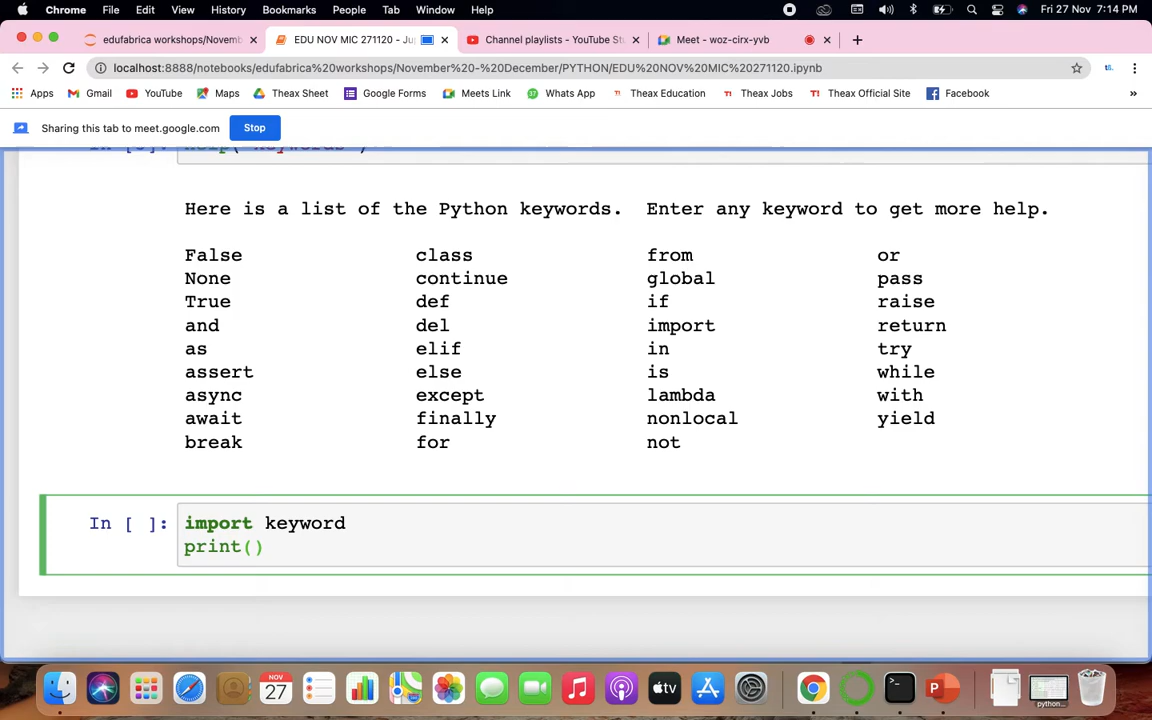 Chrome File Edit View History Bookmarks People Tab Window Help Fri 27 Nov 7:14 PM
edufabrica workshops/Novemb EDU NOV MIC 271120 - Ju Channel playlists - YouTube St Meet - woz-cirx-yvb
localhost:8888/notebooks/edufabrica%20workshops/November%20-%20December/PYTHON/EDU%20NOV%20MIC%20271120.ipynb
Apps Gmail YouTube Maps Theax Sheet Google Forms Meets Link Whats App Theax Education Theax Jobs Theax Official Site Facebook »
Sharing this tab to meet.google.com Stop
Here is a list of the Python keywords. Enter any keyword to get more help.
False class from or
None continue global pass
True def if raise
and del import return
as elif in try
assert else is while
async except lambda with
await finally nonlocal yield
break for not
In [ ]: import keyword
print()
NOV
27
tv
P
python...